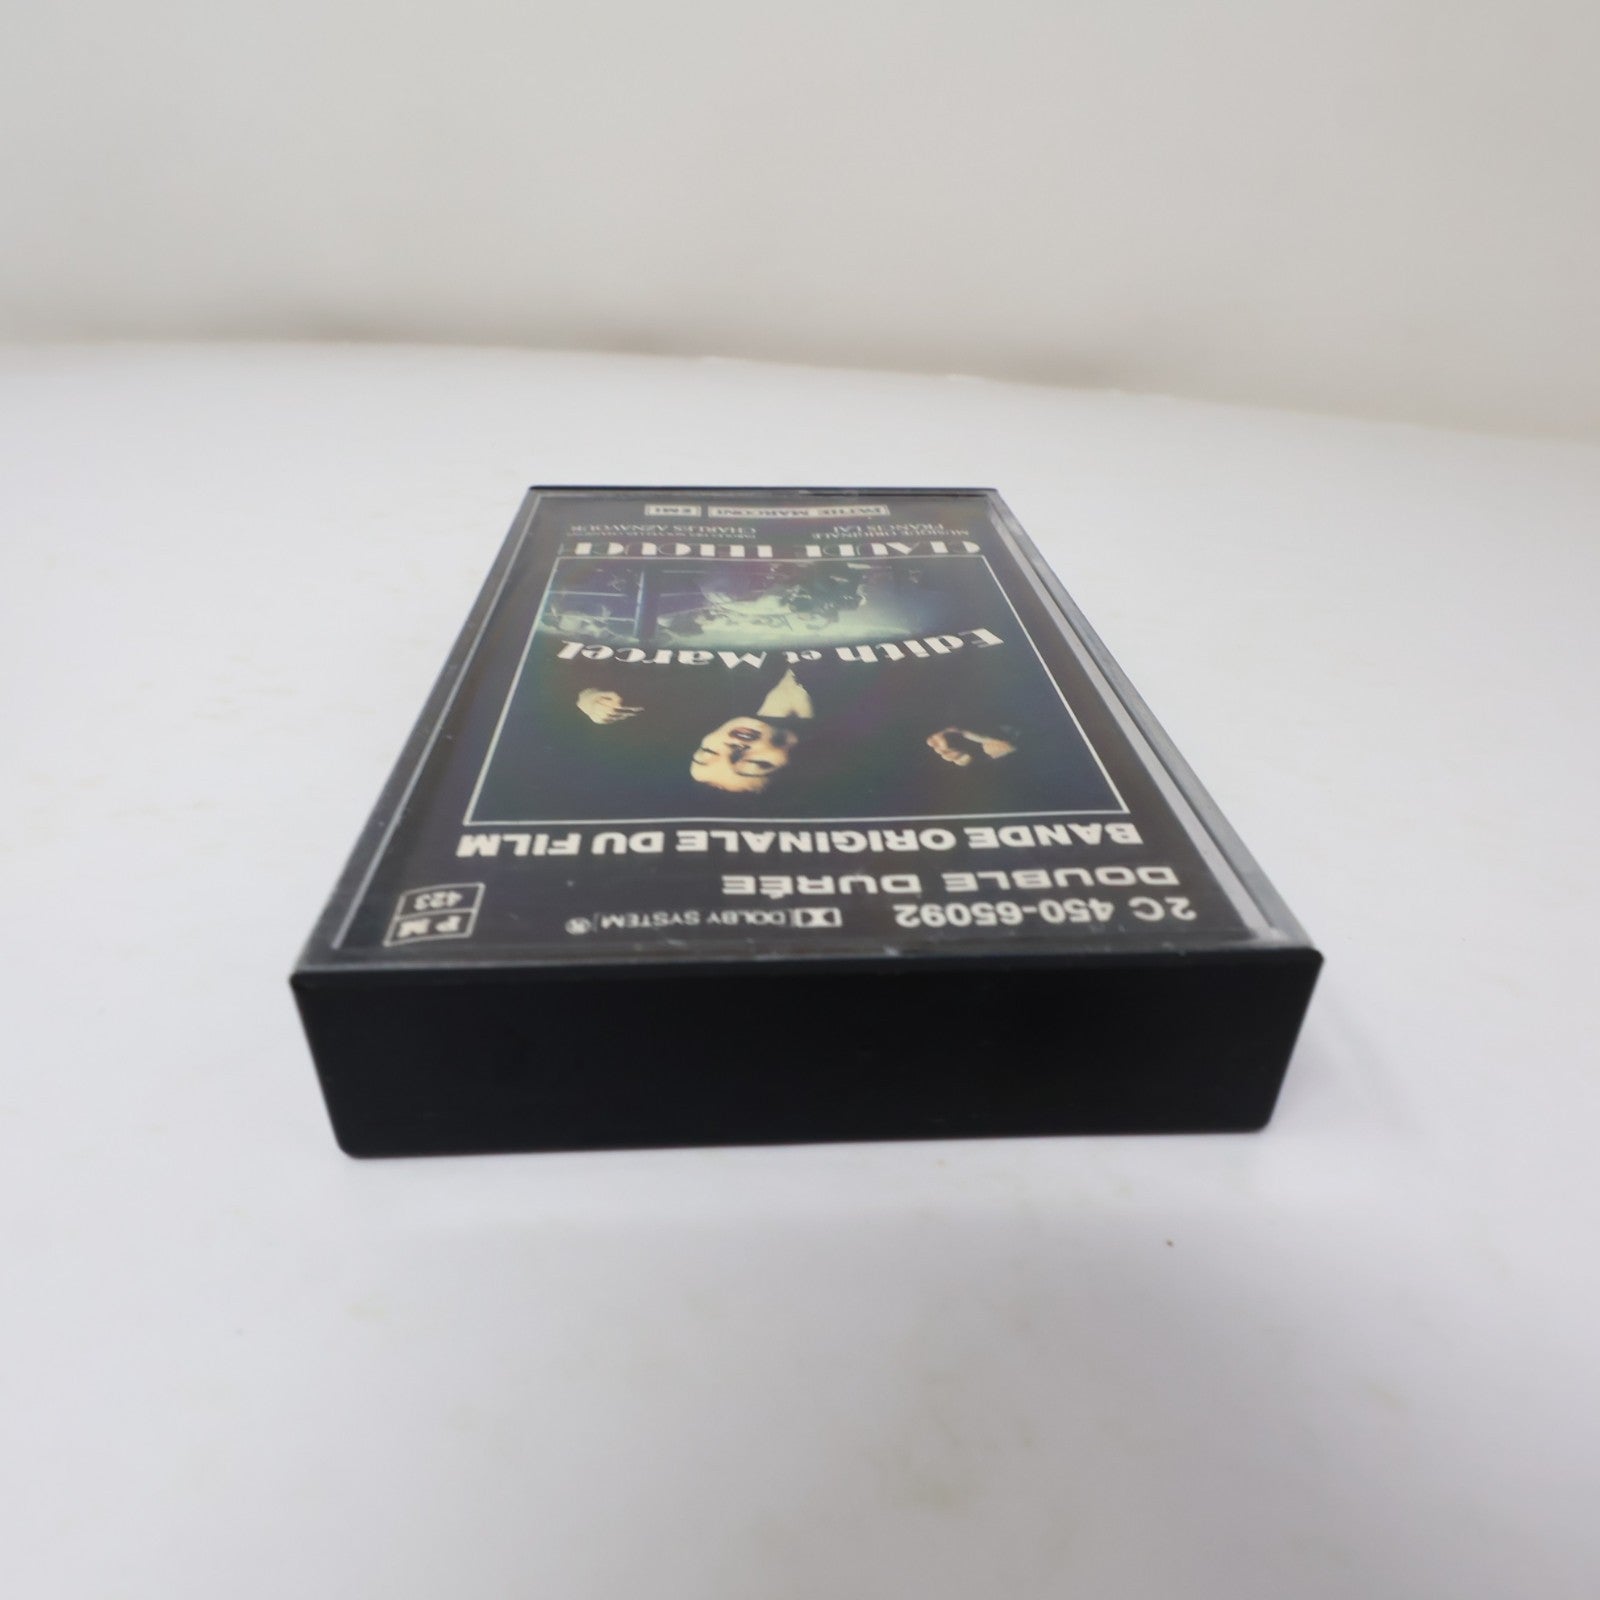 2C 450-65092
DOLBY SYSTEM
PM
423
DOUBLE DURÉE
BANDE ORIGINALE DU FILM
Edith et Marcel
CLAUDE LELOUCH
MUSIQUE ORIGINALE
FRANCIS LAI
CHARLES AZNAVOUR
PATHE MARCONI
EMI